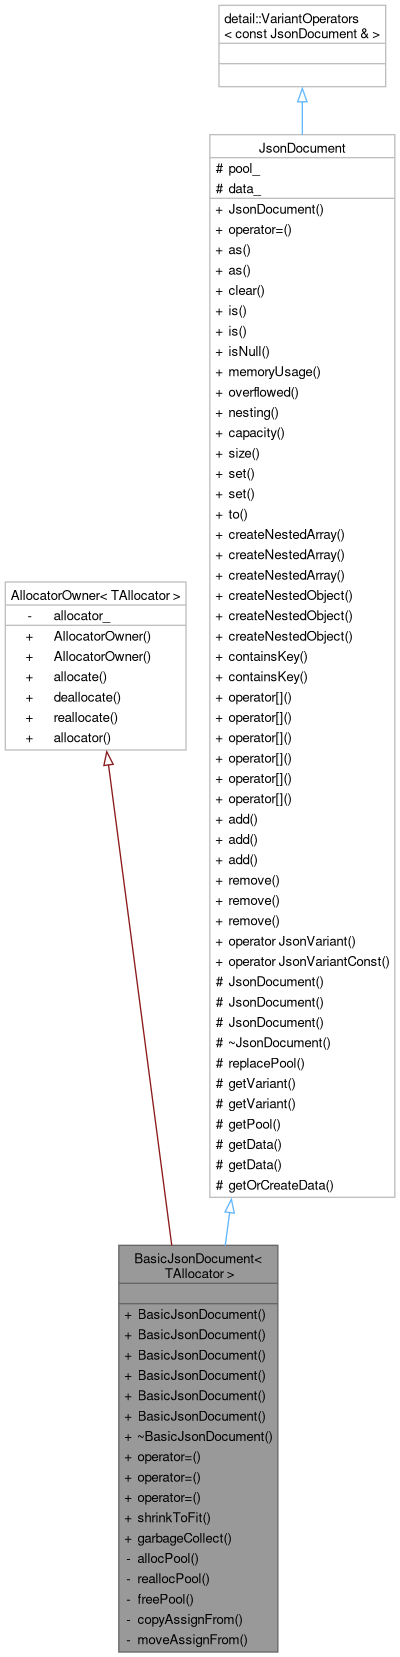 detail::VariantOperators
< const JsonDocument & >
JsonDocument
# pool_
# data_
+ JsonDocument()
+ operator=()
+ as()
+ as()
+ clear()
+ is()
+ is()
+ isNull()
+ memoryUsage()
+ overflowed()
+ nesting()
+ capacity()
+ size()
+ set()
+ set()
+ to()
+ createNestedArray()
+ createNestedArray()
+ createNestedArray()
+ createNestedObject()
+ createNestedObject()
+ createNestedObject()
+ containsKey()
+ containsKey()
+ operator[]()
+ operator[]()
+ operator[]()
+ operator[]()
+ operator[]()
+ operator[]()
+ add()
+ add()
+ add()
+ remove()
+ remove()
+ remove()
+ operator JsonVariant()
+ operator JsonVariantConst()
# JsonDocument()
# JsonDocument()
# JsonDocument()
# ~JsonDocument()
# replacePool()
# getVariant()
# getVariant()
# getPool()
# getData()
# getData()
# getOrCreateData()
AllocatorOwner< TAllocator >
- allocator_
+ AllocatorOwner()
+ AllocatorOwner()
+ allocate()
+ deallocate()
+ reallocate()
+ allocator()
BasicJsonDocument<
TAllocator >
+ BasicJsonDocument()
+ BasicJsonDocument()
+ BasicJsonDocument()
+ BasicJsonDocument()
+ BasicJsonDocument()
+ BasicJsonDocument()
+ ~BasicJsonDocument()
+ operator=()
+ operator=()
+ operator=()
+ shrinkToFit()
+ garbageCollect()
- allocPool()
- reallocPool()
- freePool()
- copyAssignFrom()
- moveAssignFrom()